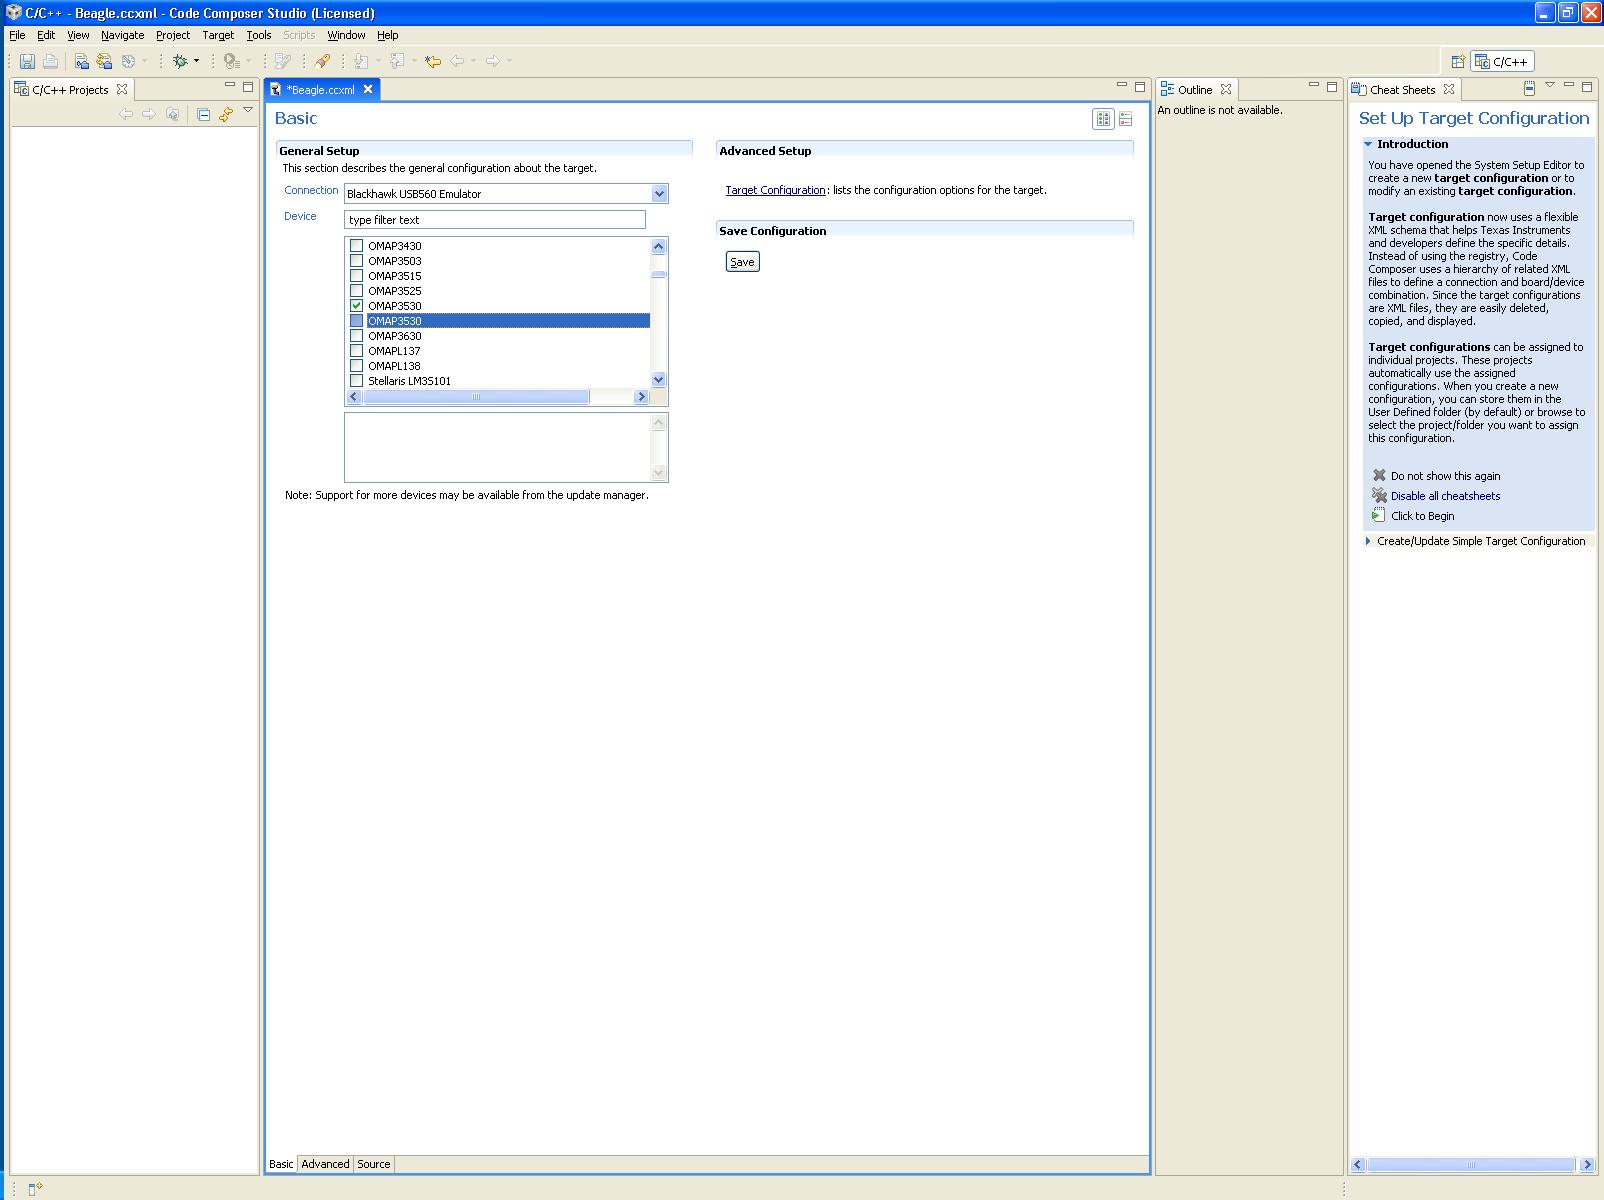 C/C++ - Beagle.ccxml - Code Composer Studio (Licensed)
File Edit View Navigate Project Target Tools Scripts Window Help
C/C++
C/C++ Projects
*Beagle.ccxml
Basic
General Setup
This section describes the general configuration about the target.
Connection
Blackhawk USB560 Emulator
Device
type filter text
OMAP3430
OMAP3503
OMAP3515
OMAP3525
OMAP3530
OMAP3530
OMAP3630
OMAPL137
OMAPL138
Stellaris LM3S101
Note: Support for more devices may be available from the update manager.
Advanced Setup
Target Configuration: lists the configuration options for the target.
Save Configuration
Save
Basic Advanced Source
Outline
An outline is not available.
Cheat Sheets
Set Up Target Configuration
Introduction
You have opened the System Setup Editor to
create a new target configuration or to
modify an existing target configuration.
Target configuration now uses a flexible
XML schema that helps Texas Instruments
and developers define the specific details.
Instead of using the registry, Code
Composer uses a hierarchy of related XML
files to define a connection and board/device
combination. Since the target configurations
are XML files, they are easily deleted,
copied, and displayed.
Target configurations can be assigned to
individual projects. These projects
automatically use the assigned
configurations. When you create a new
configuration, you can store them in the
User Defined folder (by default) or browse to
select the project/folder you want to assign
this configuration.
Do not show this again
Disable all cheatsheets
Click to Begin
Create/Update Simple Target Configuration